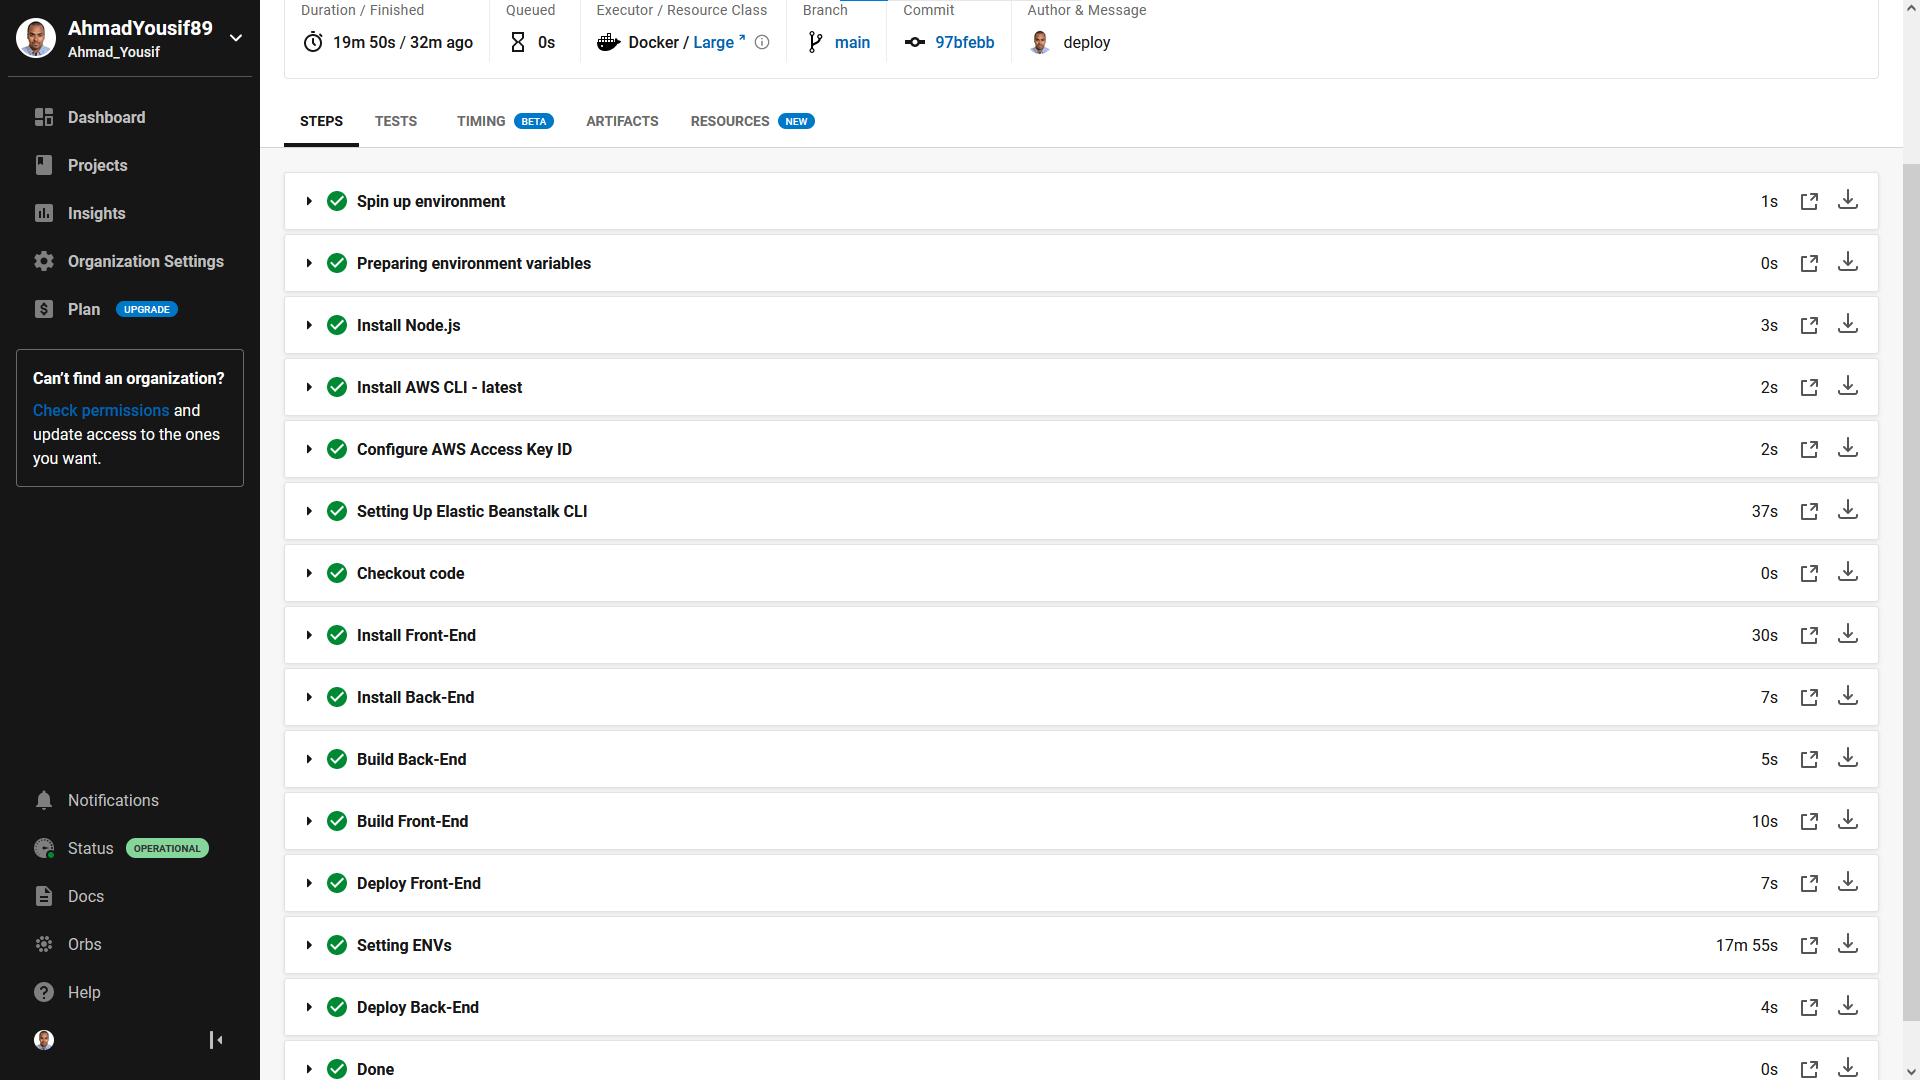 AhmadYousif89
Ahmad_Yousif
Dashboard
Projects
Insights
Organization Settings
Plan UPGRADE
Can't find an organization?
Check permissions and
update access to the ones
you want.
Notifications
Status OPERATIONAL
Docs
Orbs
Help
Duration / Finished
19m 50s / 32m ago
Queued
0s
Executor / Resource Class
Docker / Large
Branch
main
Commit
97bfebb
Author & Message
deploy
STEPS TESTS TIMING BETA ARTIFACTS RESOURCES NEW
Spin up environment 1s
Preparing environment variables 0s
Install Node.js 3s
Install AWS CLI - latest 2s
Configure AWS Access Key ID 2s
Setting Up Elastic Beanstalk CLI 37s
Checkout code 0s
Install Front-End 30s
Install Back-End 7s
Build Back-End 5s
Build Front-End 10s
Deploy Front-End 7s
Setting ENVs 17m 55s
Deploy Back-End 4s
Done 0s